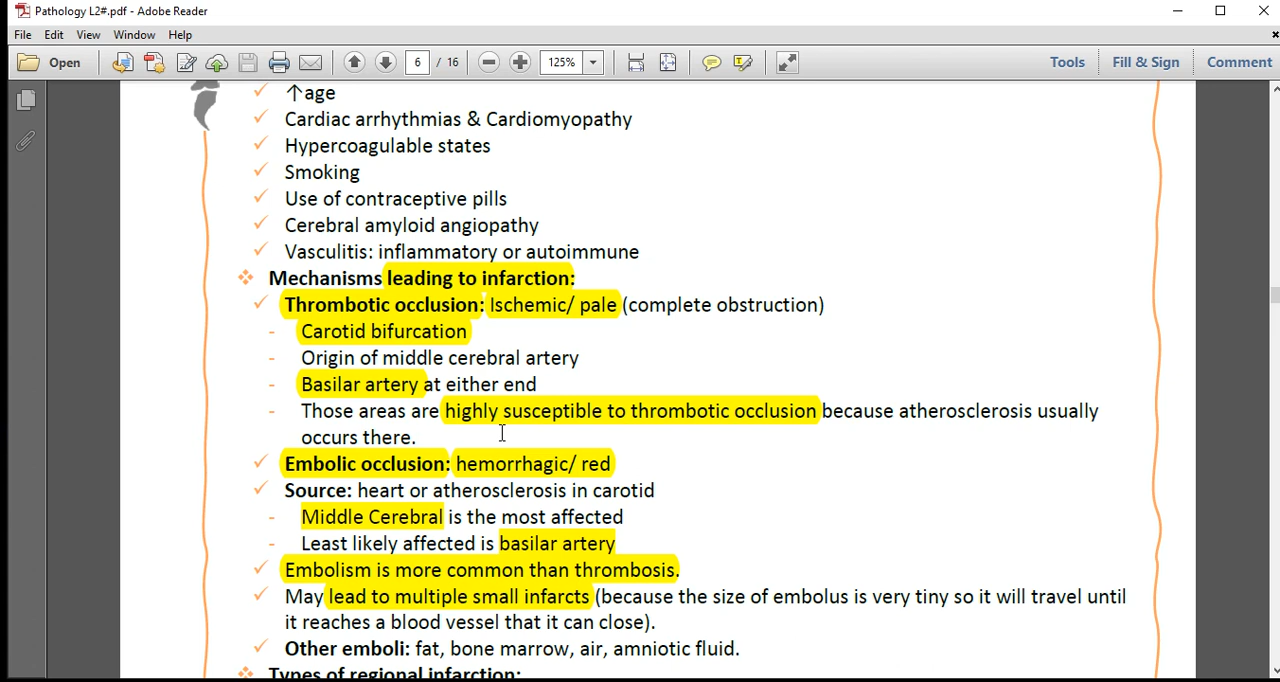 Pathology L2#.pdf - Adobe Reader
File Edit View Window Help
Open 6 / 16 125% Tools Fill & Sign Comment
↑age
Cardiac arrhythmias & Cardiomyopathy
Hypercoagulable states
Smoking
Use of contraceptive pills
Cerebral amyloid angiopathy
Vasculitis: inflammatory or autoimmune
Mechanisms leading to infarction:
Thrombotic occlusion: Ischemic/ pale (complete obstruction)
- Carotid bifurcation
- Origin of middle cerebral artery
- Basilar artery at either end
- Those areas are highly susceptible to thrombotic occlusion because atherosclerosis usually
occurs there.
Embolic occlusion: hemorrhagic/ red
Source: heart or atherosclerosis in carotid
- Middle Cerebral is the most affected
- Least likely affected is basilar artery
Embolism is more common than thrombosis.
May lead to multiple small infarcts (because the size of embolus is very tiny so it will travel until
it reaches a blood vessel that it can close).
Other emboli: fat, bone marrow, air, amniotic fluid.
Types of regional infarction: